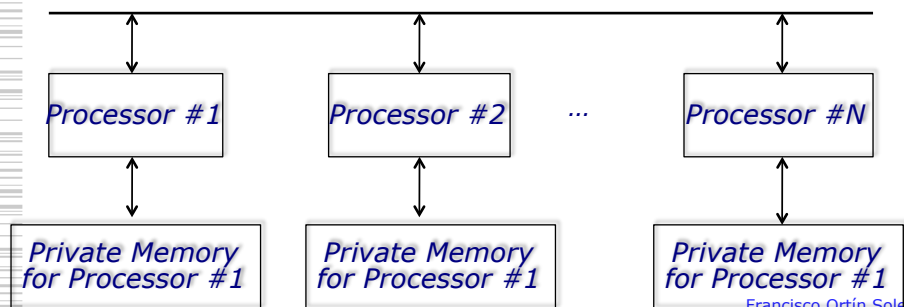 Processor #1
Processor #2
...
Processor #N
Private Memory
for Processor #1
Private Memory
for Processor #1
Private Memory
for Processor #1
Francisco Ortín Sole